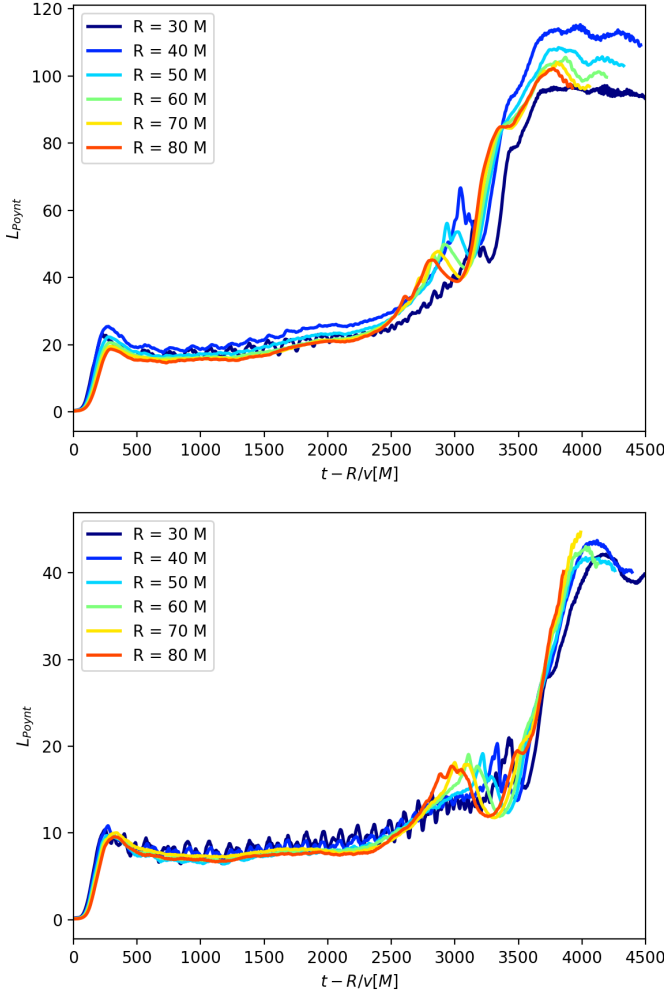 120
100
80
60
40
20
0
L_Poynt
R = 30 M
R = 40 M
R = 50 M
R = 60 M
R = 70 M
R = 80 M
0 500 1000 1500 2000 2500 3000 3500 4000 4500
t − R/v[M]
40
30
20
10
0
L_Poynt
R = 30 M
R = 40 M
R = 50 M
R = 60 M
R = 70 M
R = 80 M
0 500 1000 1500 2000 2500 3000 3500 4000 4500
t − R/v[M]